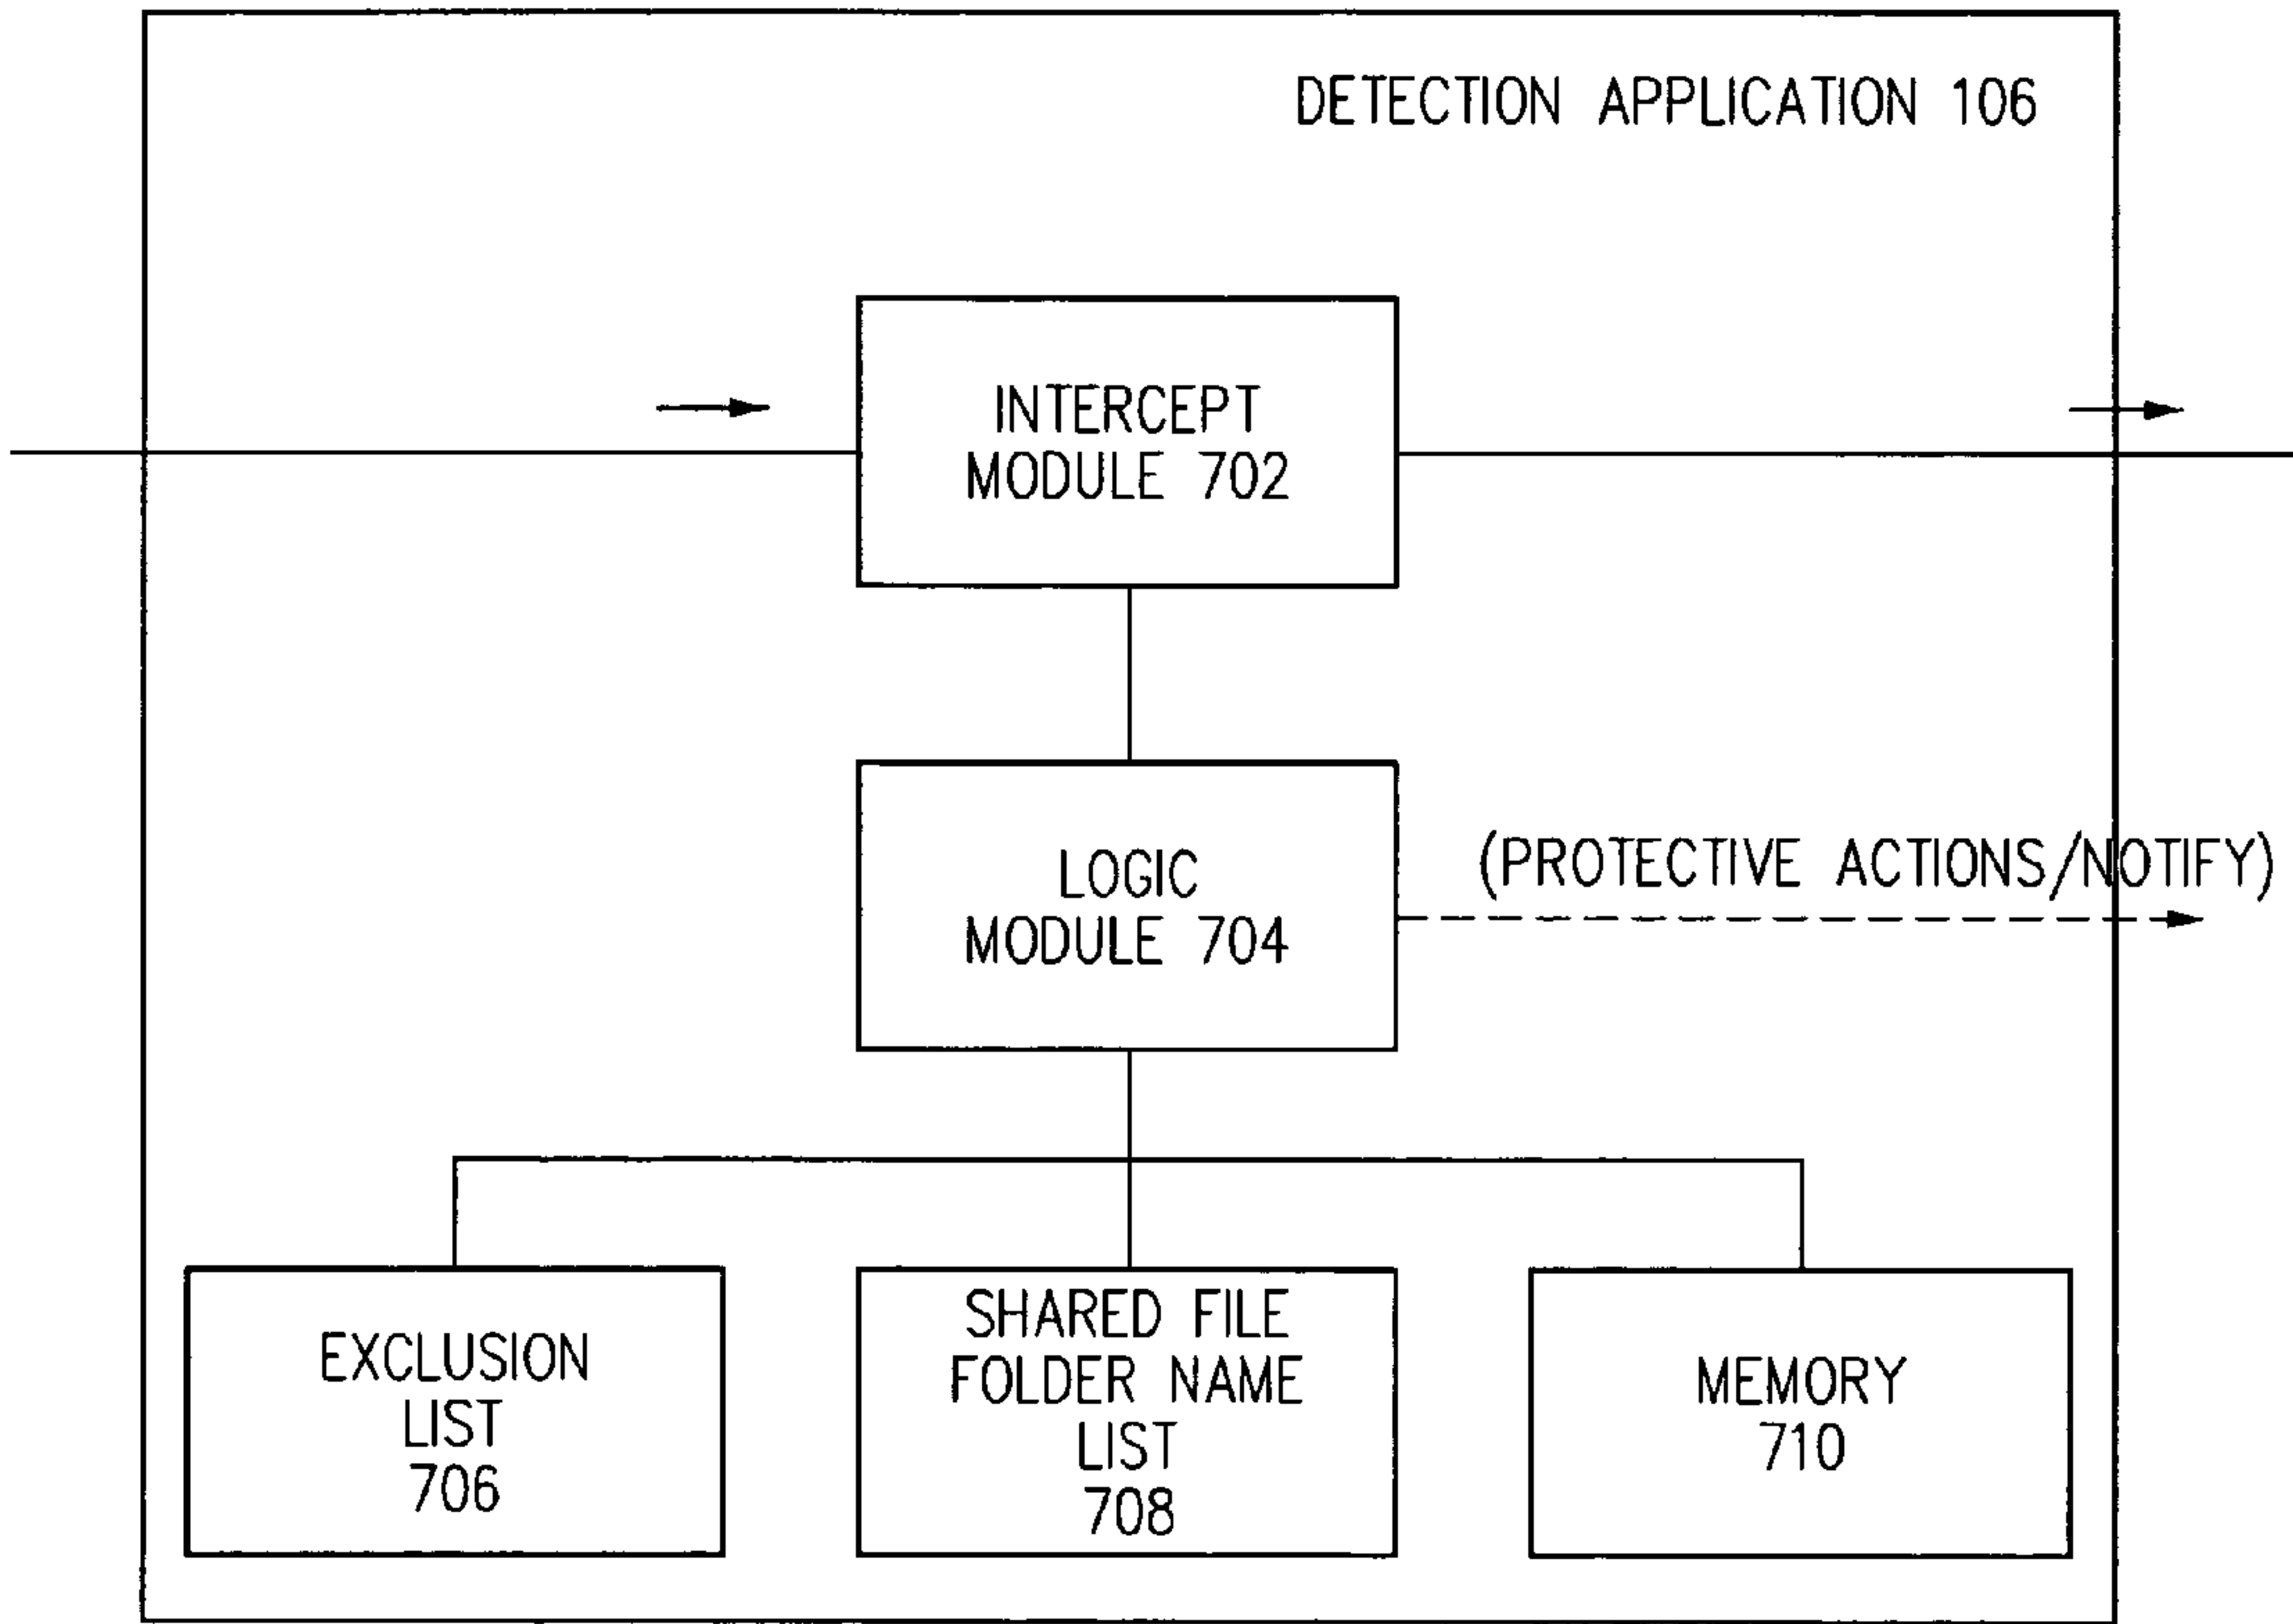 DETECTION APPLICATION 106
INTERCEPT
MODULE 702
LOGIC
MODULE 704
(PROTECTIVE ACTIONS/NOTIFY)
EXCLUSION
LIST
706
SHARED FILE
FOLDER NAME
LIST
708
MEMORY
710